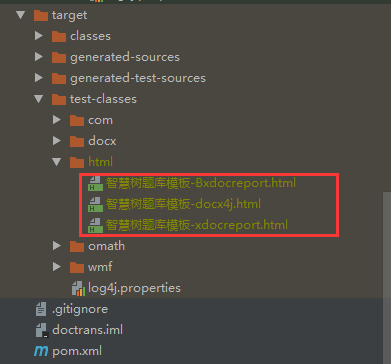 target
classes
generated-sources
generated-test-sources
test-classes
com
docx
html
智慧树题库模板-Bxdocreport.html
智慧树题库模板-docx4j.html
智慧树题库模板-xdocreport.html
omath
wmf
log4j.properties
.gitignore
doctrans.iml
pom.xml